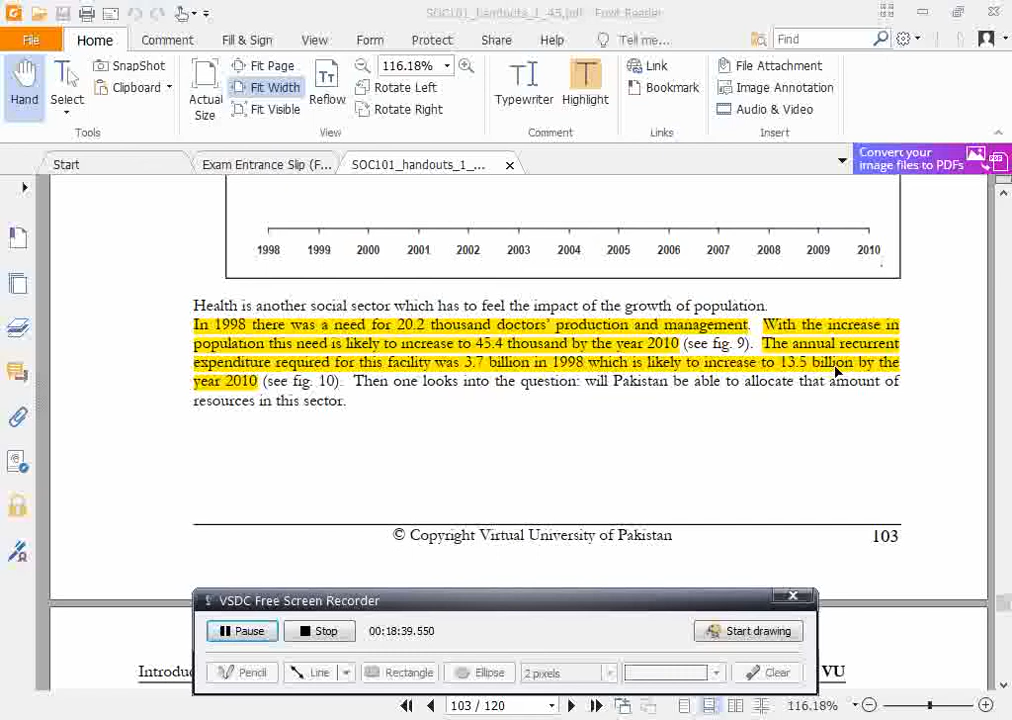 SOC101_handouts_1_45.pdf - Foxit Reader
File
Home
Comment
Fill & Sign
View
Form
Protect
Share
Help
Tell me...
Find
Hand
Select
SnapShot
Clipboard
Tools
Actual Size
Fit Page
Fit Width
Fit Visible
Reflow
116.18%
Rotate Left
Rotate Right
View
Typewriter
Highlight
Comment
Link
Bookmark
Links
File Attachment
Image Annotation
Audio & Video
Insert
Start
Exam Entrance Slip (F...
SOC101_handouts_1_...
Convert your
image files to PDFs
1998 1999 2000 2001 2002 2003 2004 2005 2006 2007 2008 2009 2010
Health is another social sector which has to feel the impact of the growth of population.
In 1998 there was a need for 20.2 thousand doctors' production and management. With the increase in
population this need is likely to increase to 45.4 thousand by the year 2010 (see fig. 9). The annual recurrent
expenditure required for this facility was 3.7 billion in 1998 which is likely to increase to 13.5 billion by the
year 2010 (see fig. 10). Then one looks into the question: will Pakistan be able to allocate that amount of
resources in this sector.
© Copyright Virtual University of Pakistan 103
VSDC Free Screen Recorder
Pause
Stop
00:18:39.550
Start drawing
Pencil
Line
Rectangle
Ellipse
2 pixels
Clear
Introduc
VU
103 / 120
116.18%